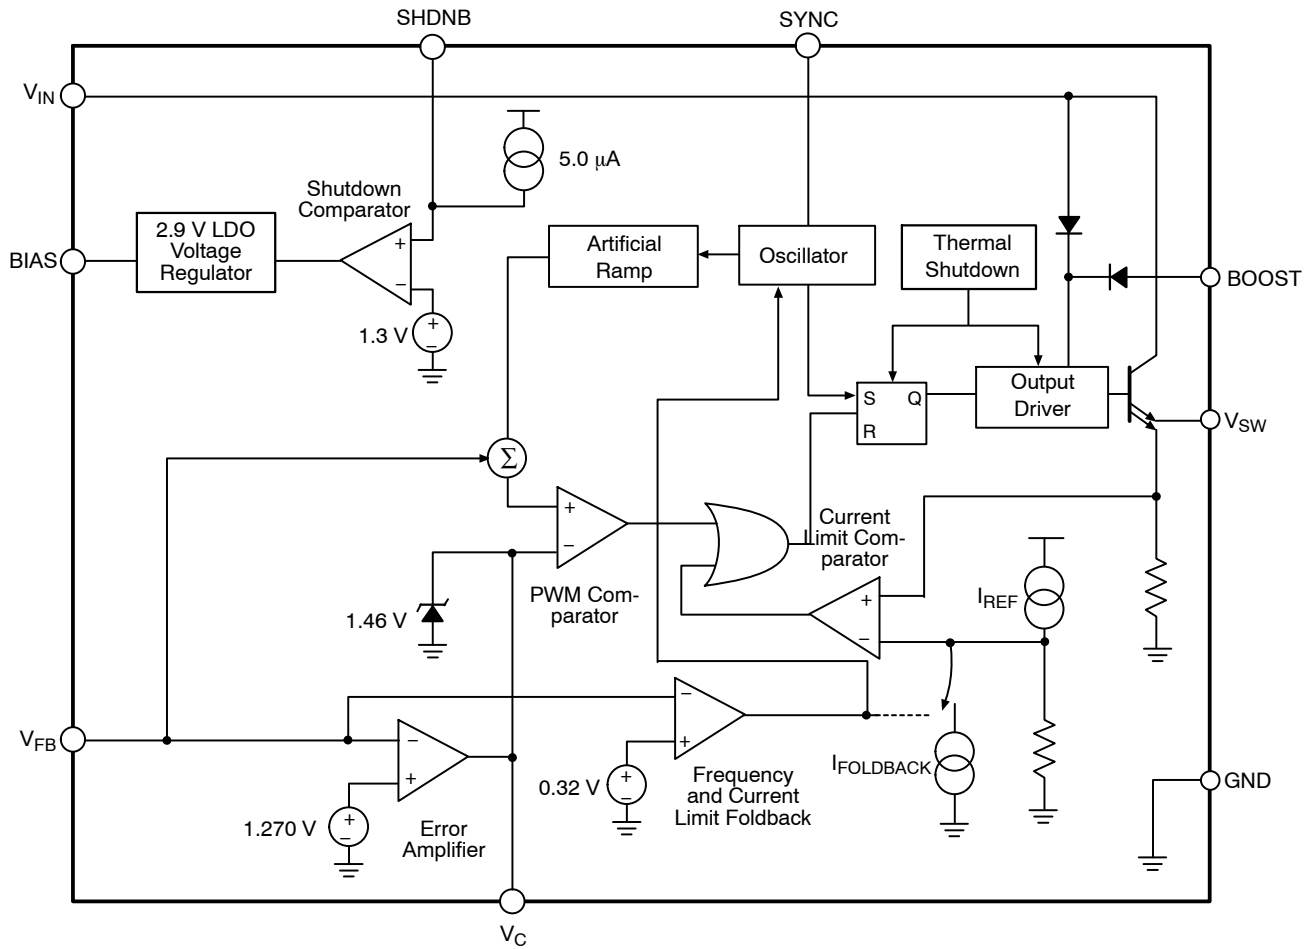 SHDNB
SYNC
V_IN
5.0 μA
Shutdown
Comparator
2.9 V LDO
Voltage
Regulator
BIAS
+
−
1.3 V
+
−
Artificial
Ramp
Oscillator
Thermal
Shutdown
BOOST
S Q
R
Output
Driver
V_SW
Σ
+
−
PWM Com-
parator
1.46 V
Current
Limit Com-
parator
+
−
I_REF
V_FB
−
+
1.270 V
+
−
Error
Amplifier
−
+
0.32 V
+
−
Frequency
and Current
Limit Foldback
I_FOLDBACK
GND
V_C